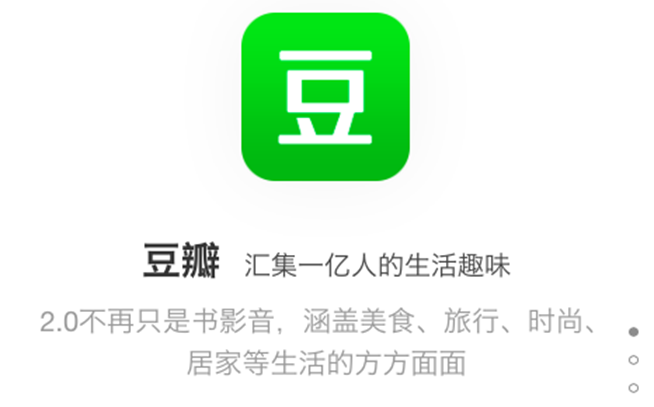 豆
豆瓣 汇集一亿人的生活趣味
2.0不再只是书影音，涵盖美食、旅行、时尚、
居家等生活的方方面面